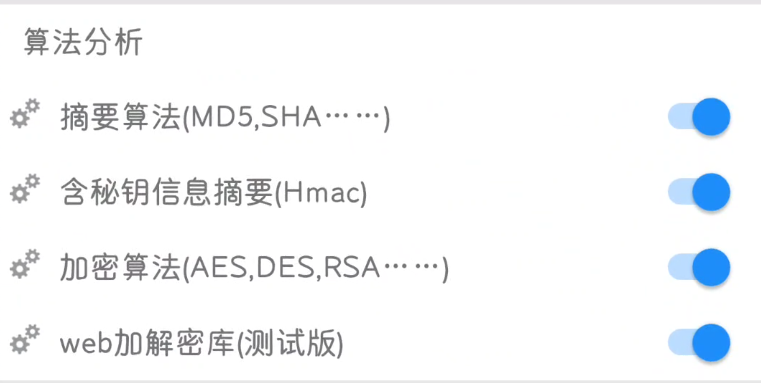 算法分析
摘要算法(MD5,SHA……)
含秘钥信息摘要(Hmac)
加密算法(AES,DES,RSA……)
web加解密库(测试版)